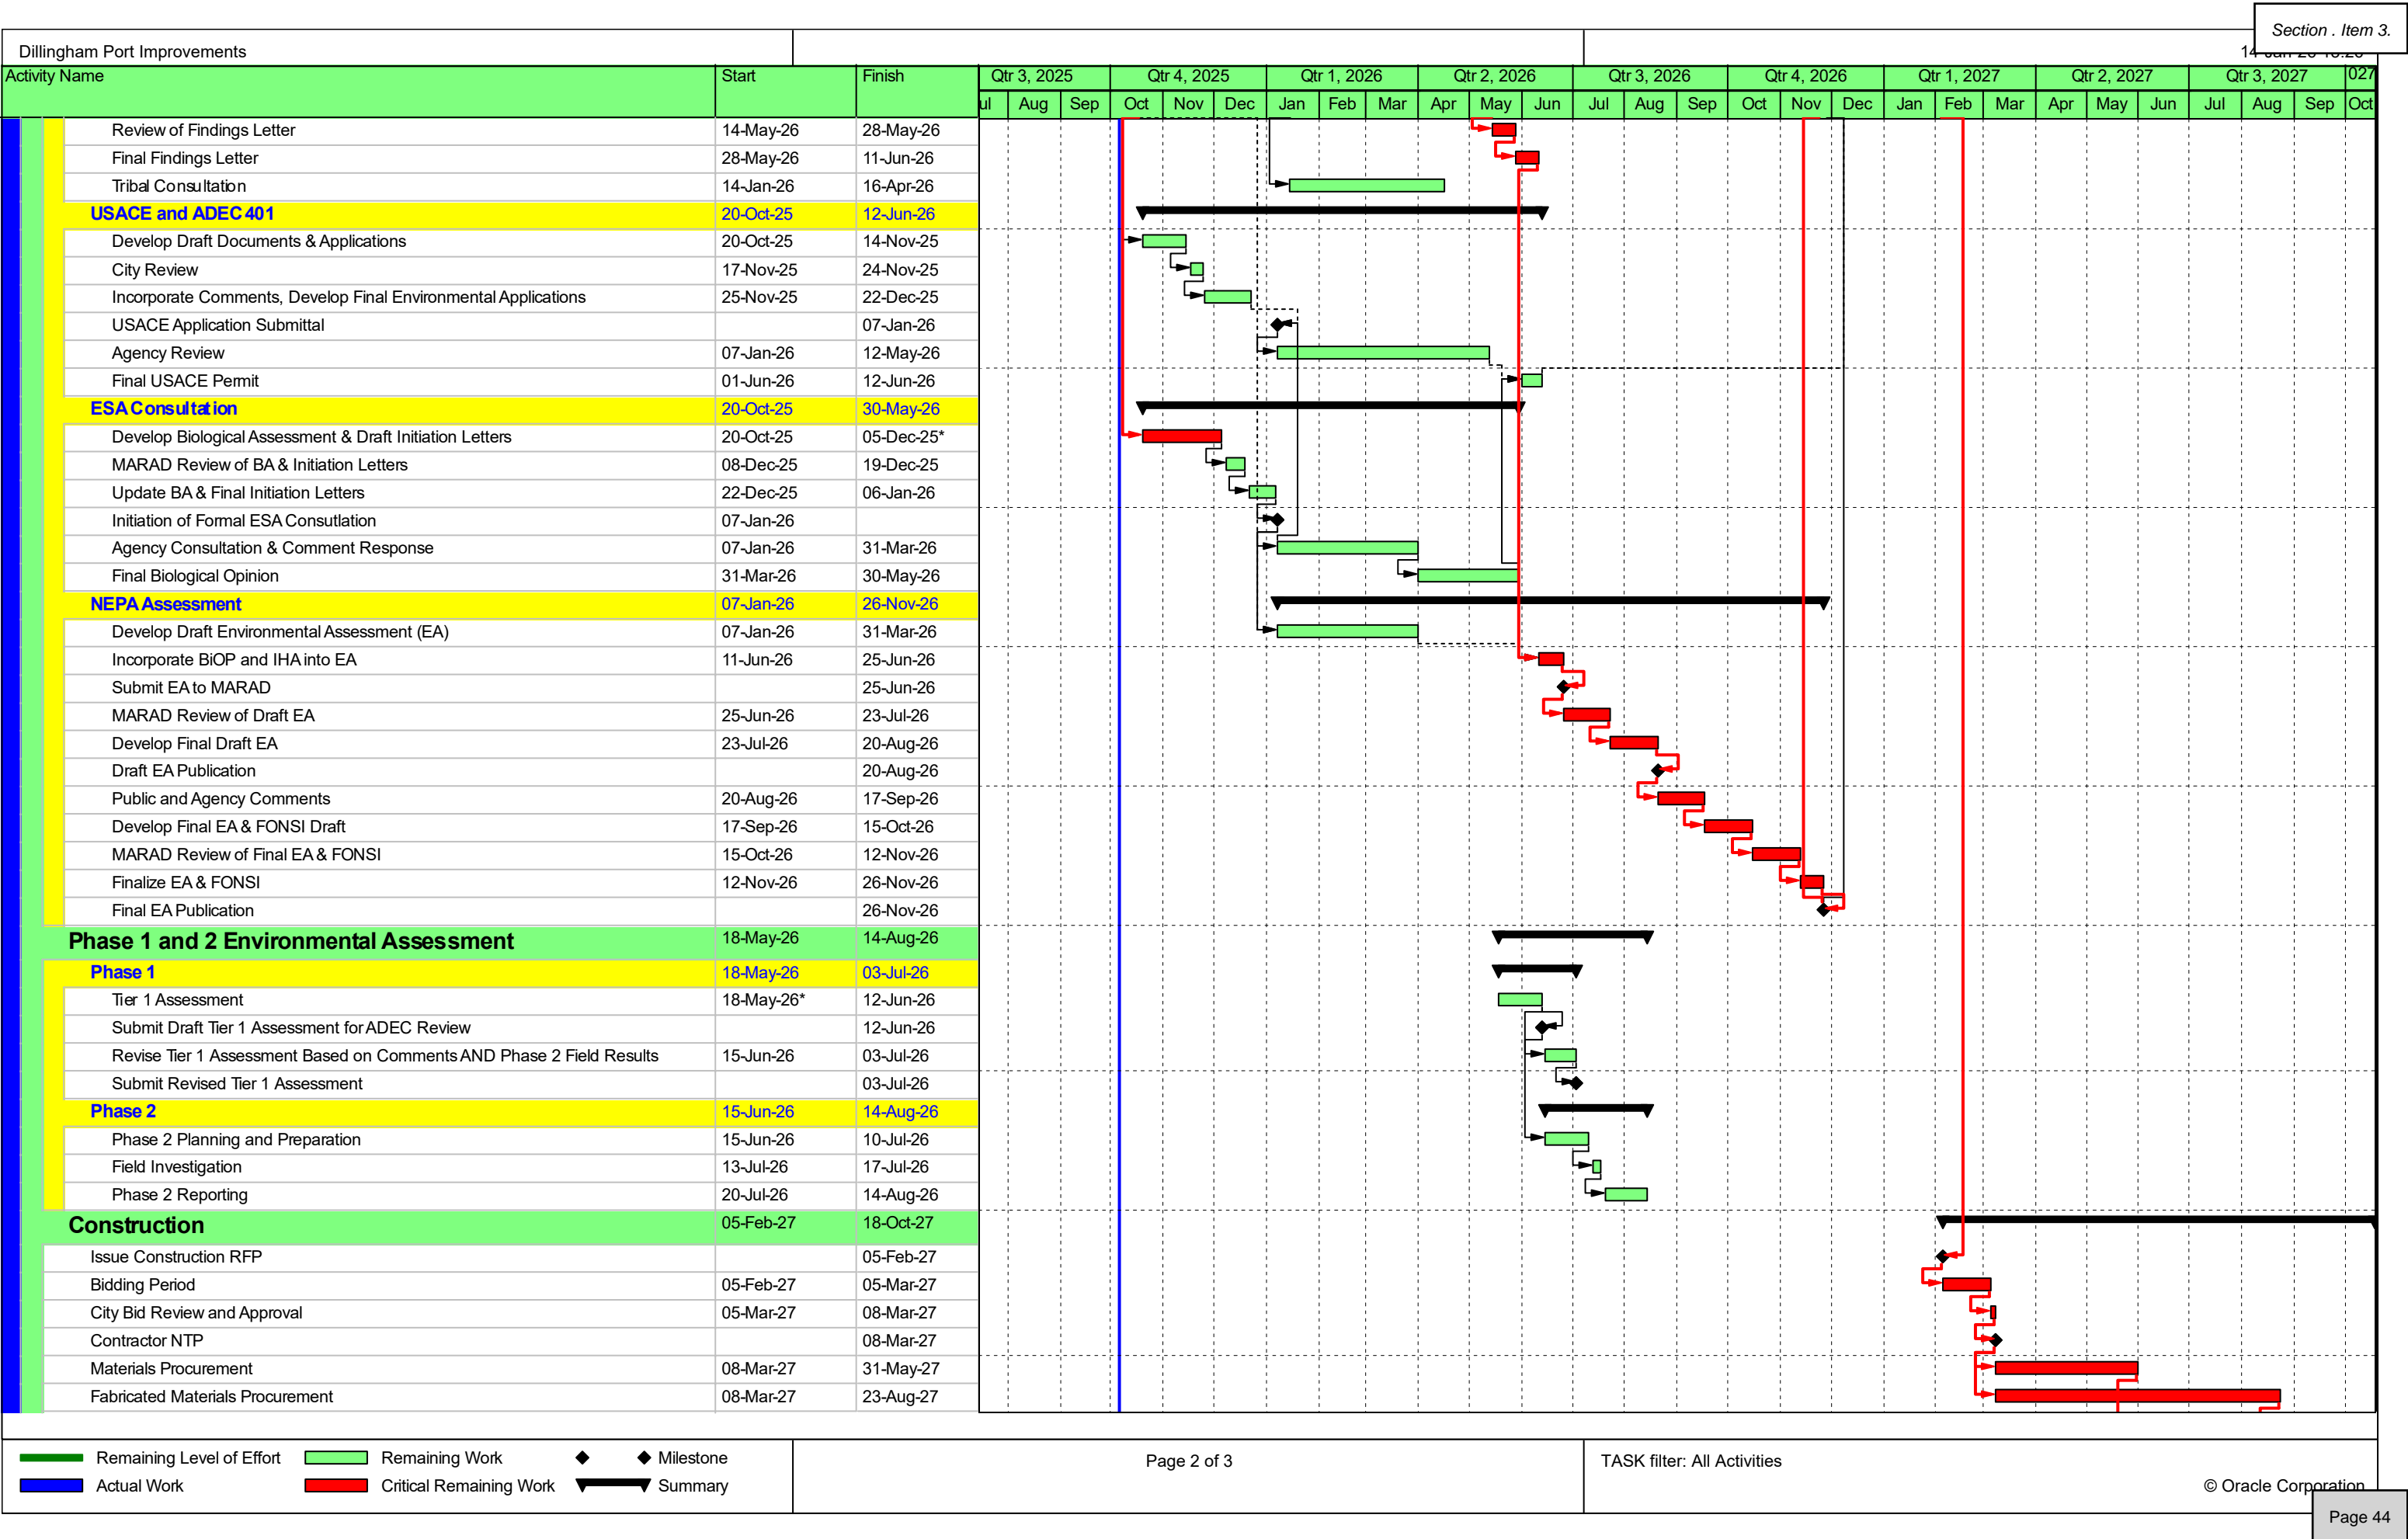 Section . Item 3.
Dillingham Port Improvements
Activity Name Start Finish Qtr 3, 2025 Qtr 4, 2025 Qtr 1, 2026 Qtr 2, 2026 Qtr 3, 2026 Qtr 4, 2026 Qtr 1, 2027 Qtr 2, 2027 Qtr 3, 2027 027
ul Aug Sep Oct Nov Dec Jan Feb Mar Apr May Jun Jul Aug Sep Oct Nov Dec Jan Feb Mar Apr May Jun Jul Aug Sep Oct
Review of Findings Letter 14-May-26 28-May-26
Final Findings Letter 28-May-26 11-Jun-26
Tribal Consultation 14-Jan-26 16-Apr-26
USACE and ADEC 401 20-Oct-25 12-Jun-26
Develop Draft Documents & Applications 20-Oct-25 14-Nov-25
City Review 17-Nov-25 24-Nov-25
Incorporate Comments, Develop Final Environmental Applications 25-Nov-25 22-Dec-25
USACE Application Submittal 07-Jan-26
Agency Review 07-Jan-26 12-May-26
Final USACE Permit 01-Jun-26 12-Jun-26
ESA Consultation 20-Oct-25 30-May-26
Develop Biological Assessment & Draft Initiation Letters 20-Oct-25 05-Dec-25*
MARAD Review of BA & Initiation Letters 08-Dec-25 19-Dec-25
Update BA & Final Initiation Letters 22-Dec-25 06-Jan-26
Initiation of Formal ESA Consutlation 07-Jan-26
Agency Consultation & Comment Response 07-Jan-26 31-Mar-26
Final Biological Opinion 31-Mar-26 30-May-26
NEPA Assessment 07-Jan-26 26-Nov-26
Develop Draft Environmental Assessment (EA) 07-Jan-26 31-Mar-26
Incorporate BiOP and IHA into EA 11-Jun-26 25-Jun-26
Submit EA to MARAD 25-Jun-26
MARAD Review of Draft EA 25-Jun-26 23-Jul-26
Develop Final Draft EA 23-Jul-26 20-Aug-26
Draft EA Publication 20-Aug-26
Public and Agency Comments 20-Aug-26 17-Sep-26
Develop Final EA & FONSI Draft 17-Sep-26 15-Oct-26
MARAD Review of Final EA & FONSI 15-Oct-26 12-Nov-26
Finalize EA & FONSI 12-Nov-26 26-Nov-26
Final EA Publication 26-Nov-26
Phase 1 and 2 Environmental Assessment 18-May-26 14-Aug-26
Phase 1 18-May-26 03-Jul-26
Tier 1 Assessment 18-May-26* 12-Jun-26
Submit Draft Tier 1 Assessment for ADEC Review 12-Jun-26
Revise Tier 1 Assessment Based on Comments AND Phase 2 Field Results 15-Jun-26 03-Jul-26
Submit Revised Tier 1 Assessment 03-Jul-26
Phase 2 15-Jun-26 14-Aug-26
Phase 2 Planning and Preparation 15-Jun-26 10-Jul-26
Field Investigation 13-Jul-26 17-Jul-26
Phase 2 Reporting 20-Jul-26 14-Aug-26
Construction 05-Feb-27 18-Oct-27
Issue Construction RFP 05-Feb-27
Bidding Period 05-Feb-27 05-Mar-27
City Bid Review and Approval 05-Mar-27 08-Mar-27
Contractor NTP 08-Mar-27
Materials Procurement 08-Mar-27 31-May-27
Fabricated Materials Procurement 08-Mar-27 23-Aug-27
Remaining Level of Effort Remaining Work Milestone Page 2 of 3 TASK filter: All Activities
Actual Work Critical Remaining Work Summary © Oracle Corporation
Page 44